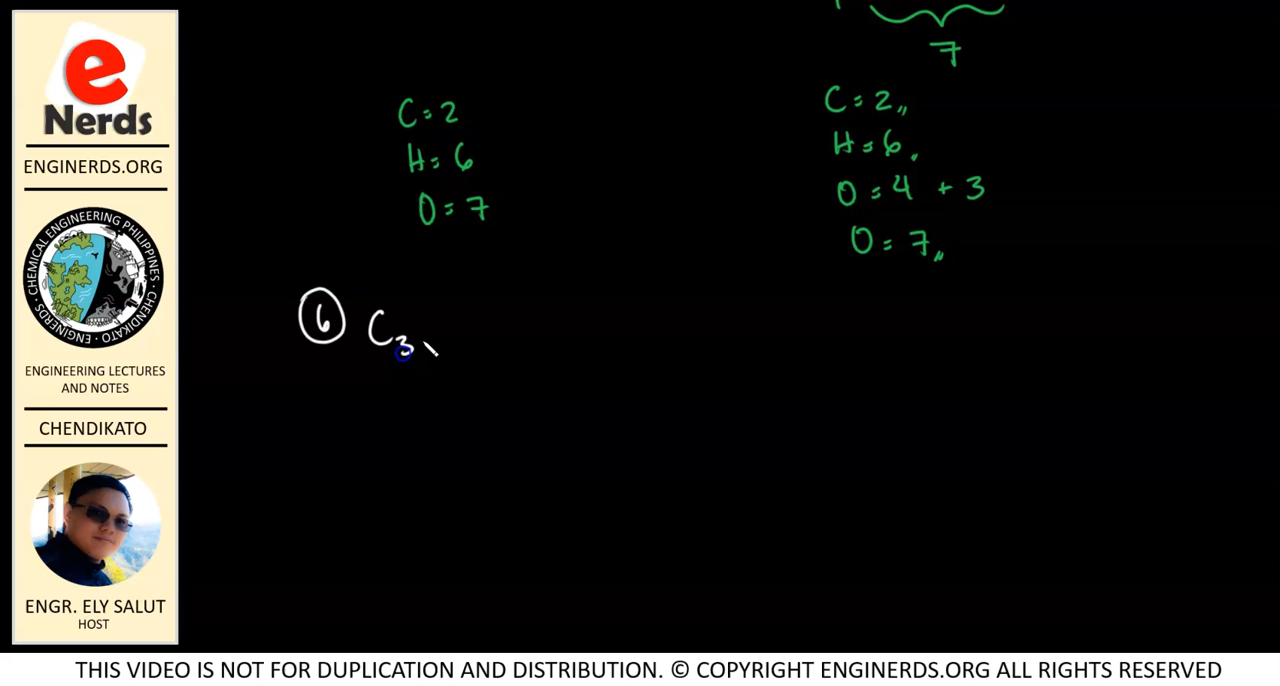 e
Nerds
ENGINERDS.ORG
CHEMICAL ENGINEERING PHILIPPINES
• CHENDIKATO • ENGINERDS •
ENGINEERING LECTURES
AND NOTES
CHENDIKATO
ENGR. ELY SALUT
HOST
7
C = 2
H = 6
O = 7
C = 2,,
H = 6,
O = 4 + 3
O = 7,,
6 C3
THIS VIDEO IS NOT FOR DUPLICATION AND DISTRIBUTION. © COPYRIGHT ENGINERDS.ORG ALL RIGHTS RESERVED